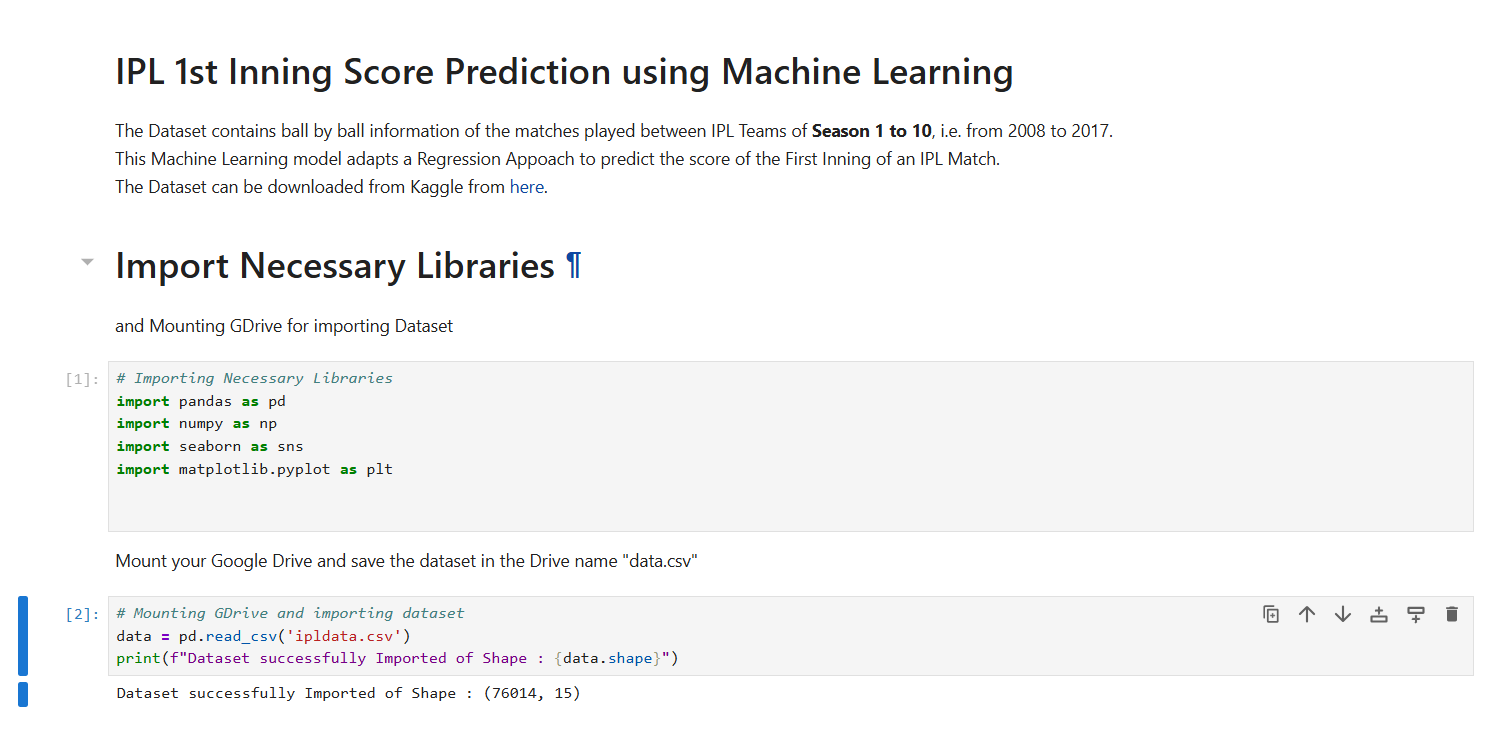 IPL 1st Inning Score Prediction using Machine Learning
The Dataset contains ball by ball information of the matches played between IPL Teams of Season 1 to 10, i.e. from 2008 to 2017.
This Machine Learning model adapts a Regression Appoach to predict the score of the First Inning of an IPL Match.
The Dataset can be downloaded from Kaggle from here.
Import Necessary Libraries ¶
and Mounting GDrive for importing Dataset
[1]: # Importing Necessary Libraries
import pandas as pd
import numpy as np
import seaborn as sns
import matplotlib.pyplot as plt
Mount your Google Drive and save the dataset in the Drive name "data.csv"
[2]: # Mounting GDrive and importing dataset
data = pd.read_csv('ipldata.csv')
print(f"Dataset successfully Imported of Shape : {data.shape}")
Dataset successfully Imported of Shape : (76014, 15)